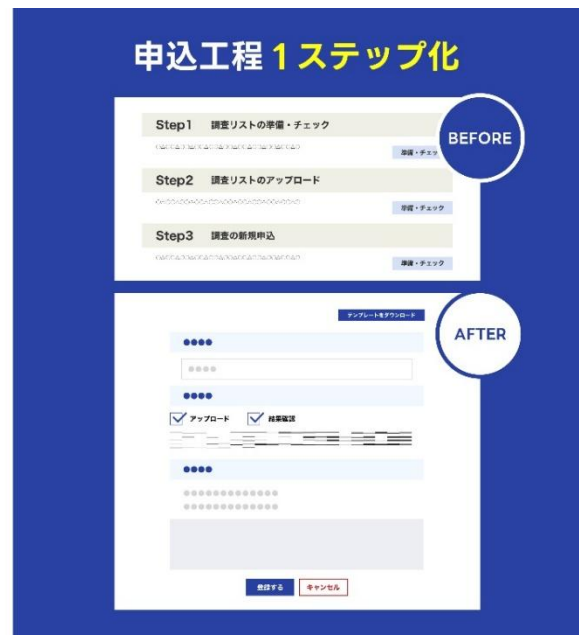 申込工程1ステップ化
BEFORE
Step1 調査リストの準備・チェック
準備・チェック
Step2 調査リストのアップロード
準備・チェック
Step3 調査の新規申込
準備・チェック
AFTER
テンプレートをダウンロード
●●●●
●●●●
●●●●
アップロード 結果確認
●●●●
●●●●●●●●●●●●●
●●●●●●●●●●●●●
登録する キャンセル